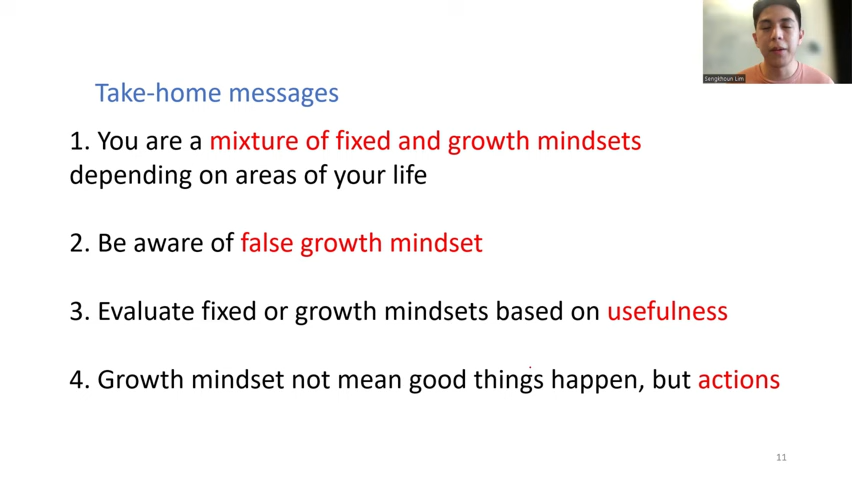 Sengkhoun Lim
Take-home messages
1. You are a mixture of fixed and growth mindsets
depending on areas of your life
2. Be aware of false growth mindset
3. Evaluate fixed or growth mindsets based on usefulness
4. Growth mindset not mean good things happen, but actions
11